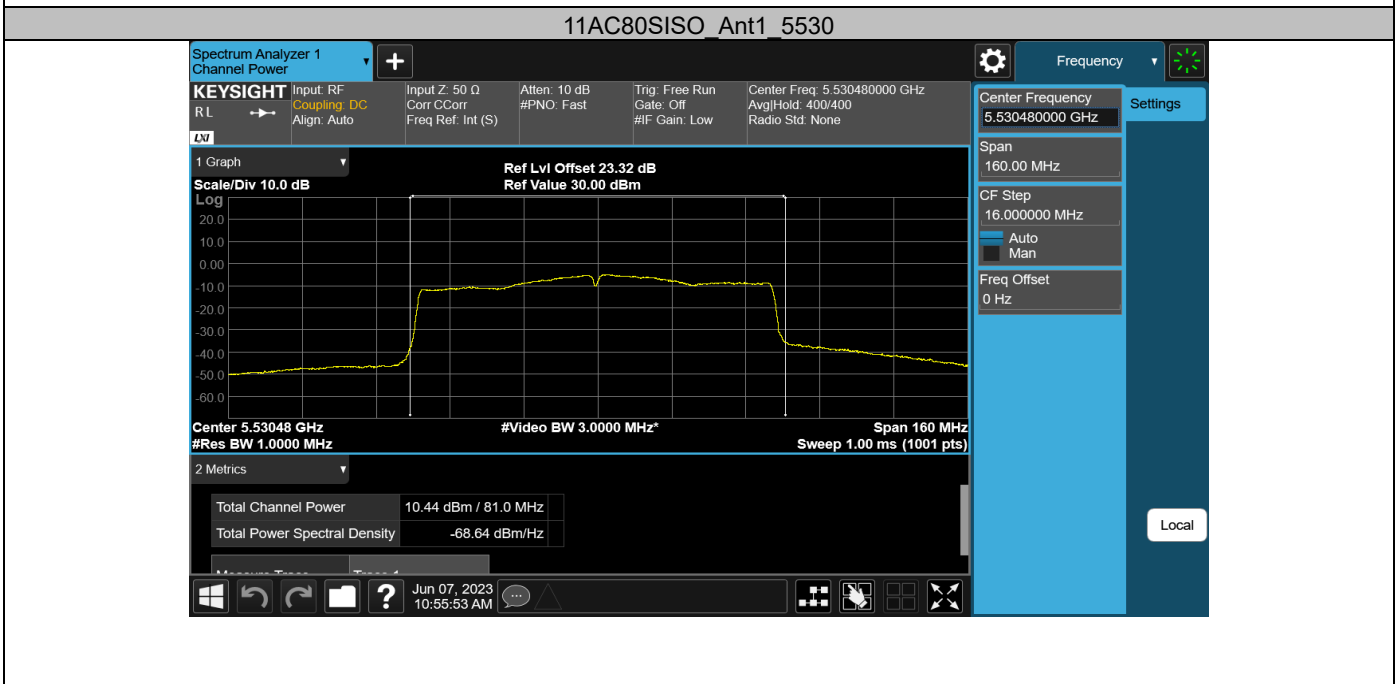 11AC80SISO_Ant1_5530
Spectrum Analyzer 1
Channel Power
Frequency
KEYSIGHT
R L
LXI
Input: RF
Coupling: DC
Align: Auto
Input Z: 50 Ω
Corr CCorr
Freq Ref: Int (S)
Atten: 10 dB
#PNO: Fast
Trig: Free Run
Gate: Off
#IF Gain: Low
Center Freq: 5.530480000 GHz
Avg|Hold: 400/400
Radio Std: None
Center Frequency
5.530480000 GHz
Settings
Span
160.00 MHz
CF Step
16.000000 MHz
Auto
Man
Freq Offset
0 Hz
1 Graph
Scale/Div 10.0 dB
Ref Lvl Offset 23.32 dB
Ref Value 30.00 dBm
Log
20.0
10.0
0.00
-10.0
-20.0
-30.0
-40.0
-50.0
-60.0
Center 5.53048 GHz
#Video BW 3.0000 MHz*
Span 160 MHz
#Res BW 1.0000 MHz
Sweep 1.00 ms (1001 pts)
2 Metrics
Total Channel Power 10.44 dBm / 81.0 MHz
Total Power Spectral Density -68.64 dBm/Hz
Measure Trace Trace 1
Local
?
Jun 07, 2023
10:55:53 AM